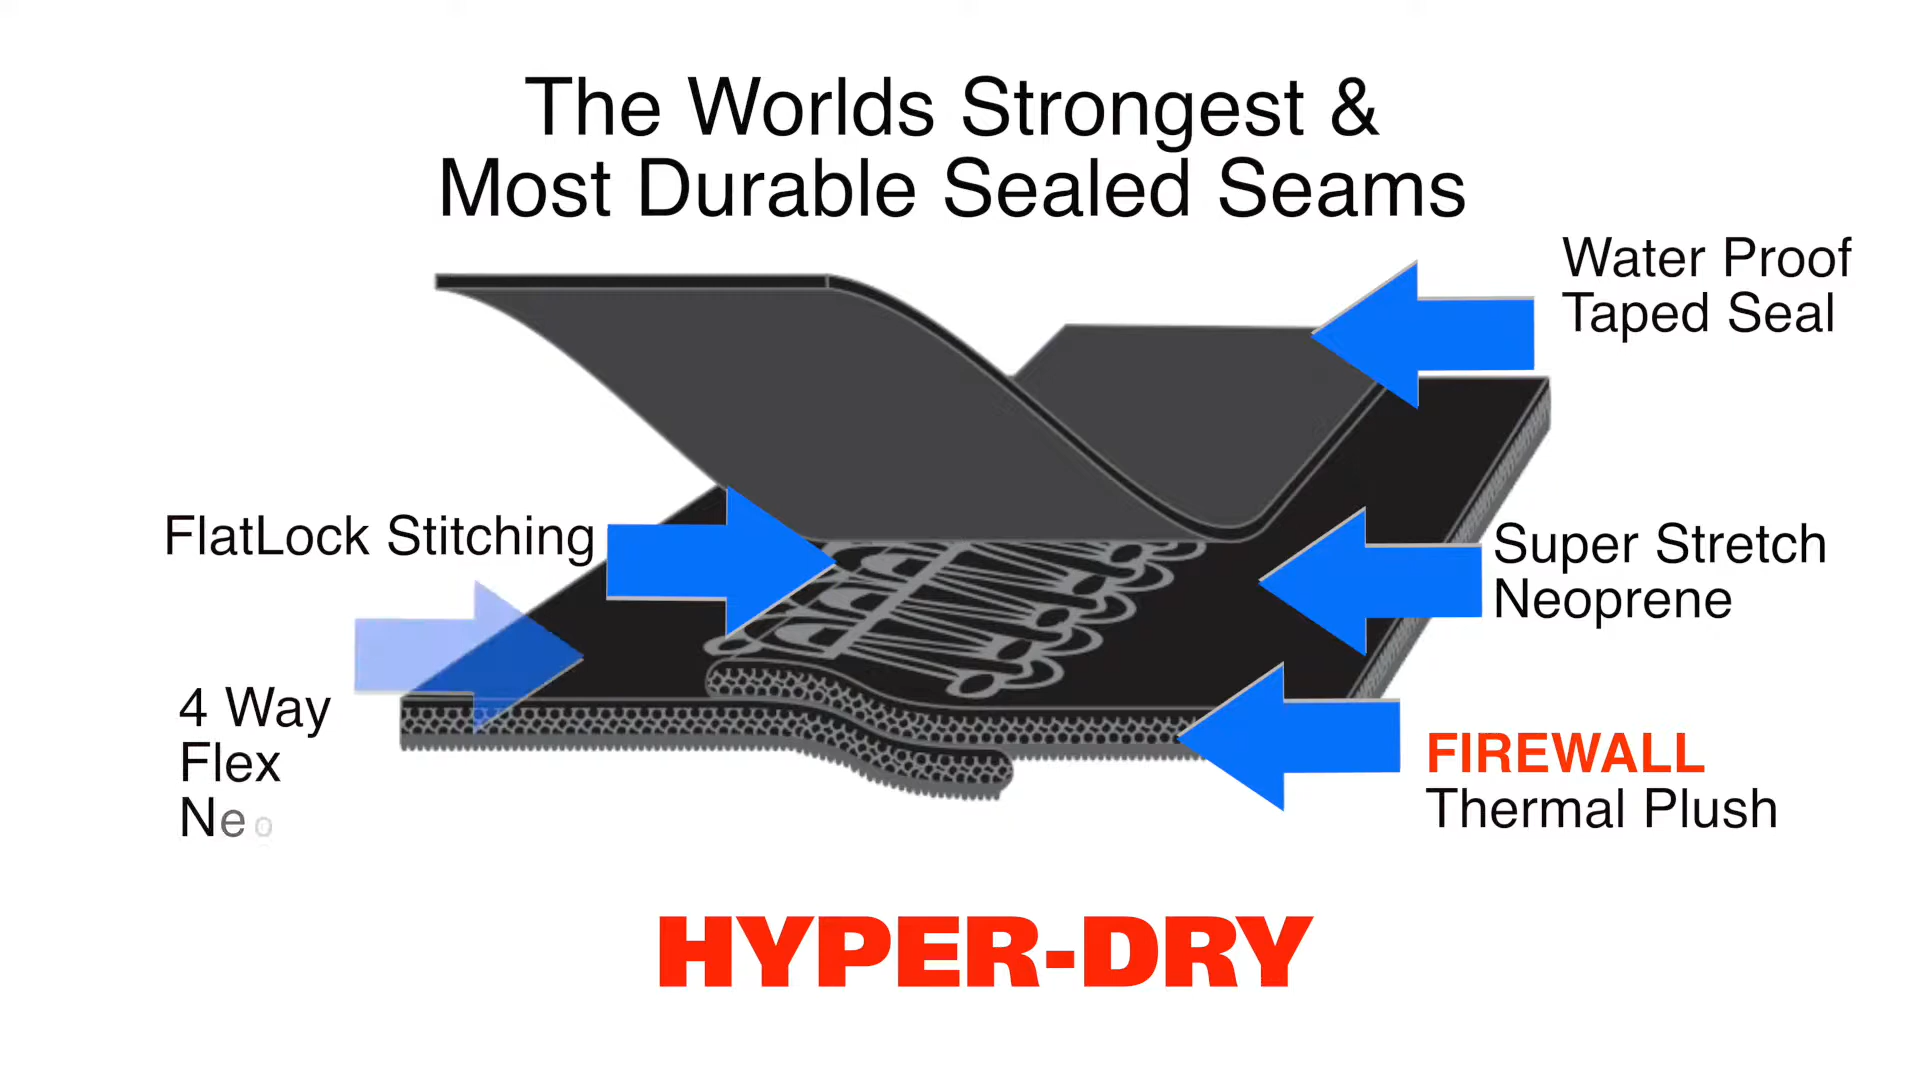 The Worlds Strongest &
Most Durable Sealed Seams
Water Proof
Taped Seal
FlatLock Stitching
Super Stretch
Neoprene
4 Way
Flex
Neo
FIREWALL
Thermal Plush
HYPER-DRY